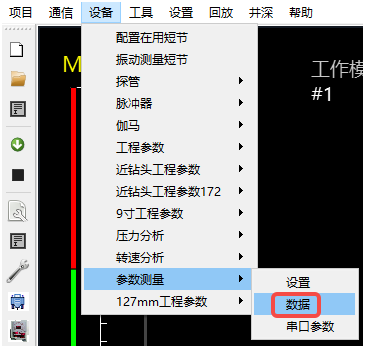 项目 通信 设备 工具 设置 回放 井深 帮助
配置在用短节
振动测量短节
探管
脉冲器
伽马
工程参数
近钻头工程参数
近钻头工程参数172
9寸工程参数
压力分析
转速分析
参数测量
127mm工程参数
设置
数据
串口参数
M
工作模
#1